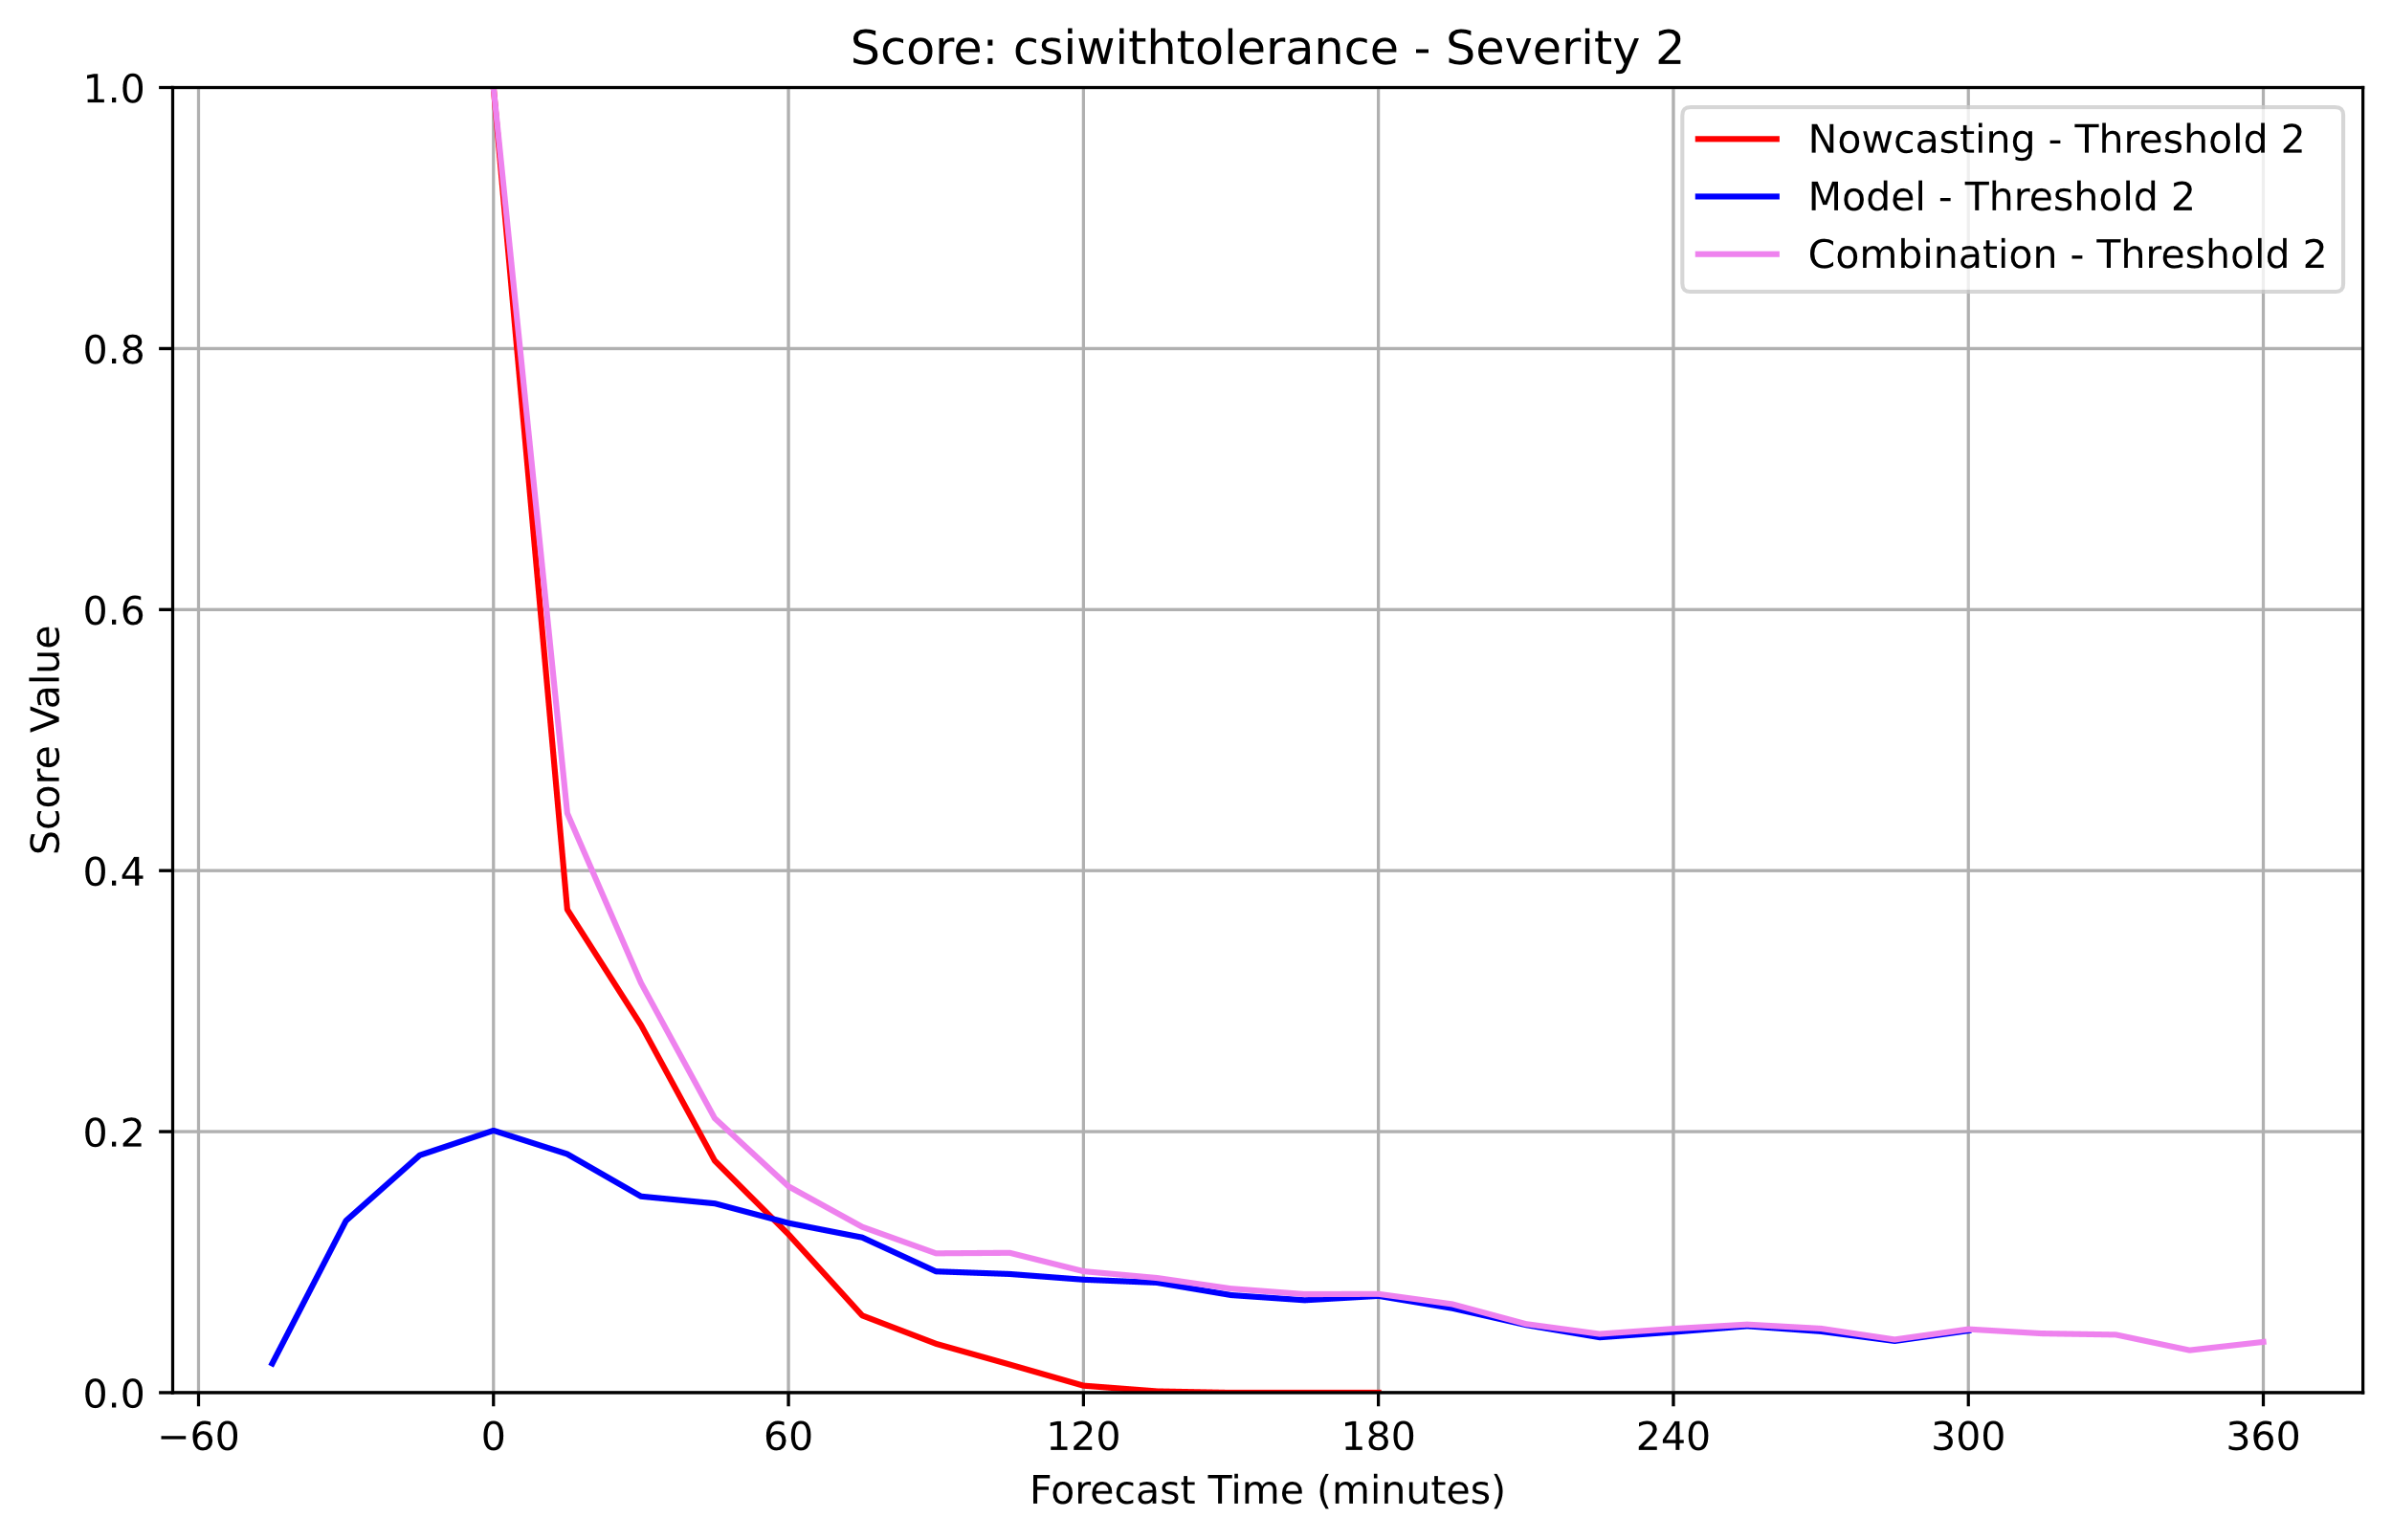 Score: csiwithtolerance - Severity 2
Nowcasting - Threshold 2
Model - Threshold 2
Combination - Threshold 2
1.0
0.8
0.6
0.4
0.2
0.0
Score Value
−60 0 60 120 180 240 300 360
Forecast Time (minutes)